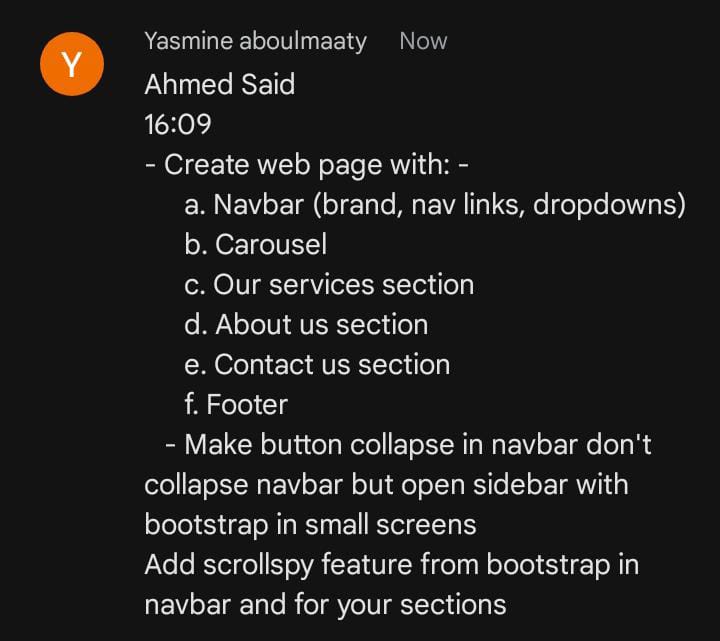 Y
Yasmine aboulmaaty Now
Ahmed Said
16:09
- Create web page with: -
a. Navbar (brand, nav links, dropdowns)
b. Carousel
c. Our services section
d. About us section
e. Contact us section
f. Footer
- Make button collapse in navbar don't
collapse navbar but open sidebar with
bootstrap in small screens
Add scrollspy feature from bootstrap in
navbar and for your sections